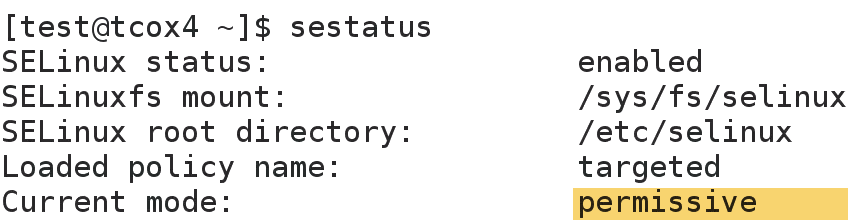 [test@tcox4 ~]$ sestatus
SELinux status: enabled
SELinuxfs mount: /sys/fs/selinux
SELinux root directory: /etc/selinux
Loaded policy name: targeted
Current mode: permissive